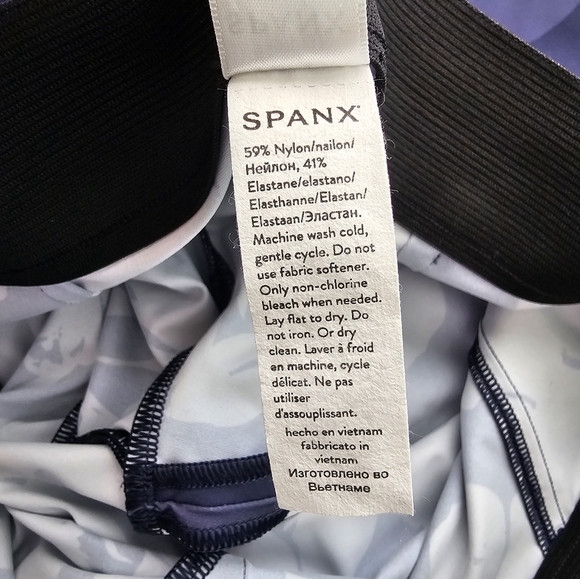 SPANX
59% Nylon/nailon/
Нейлон, 41%
Elastane/elastano/
Elasthanne/Elastan/
Elastaan/Эластан.
Machine wash cold,
gentle cycle. Do not
use fabric softener.
Only non-chlorine
bleach when needed.
Lay flat to dry. Do
not iron. Or dry
clean. Laver à froid
en machine, cycle
délicat. Ne pas
utiliser
d'assouplissant.
hecho en vietnam
fabbricato in
vietnam
Изготовлено во
Вьетнаме